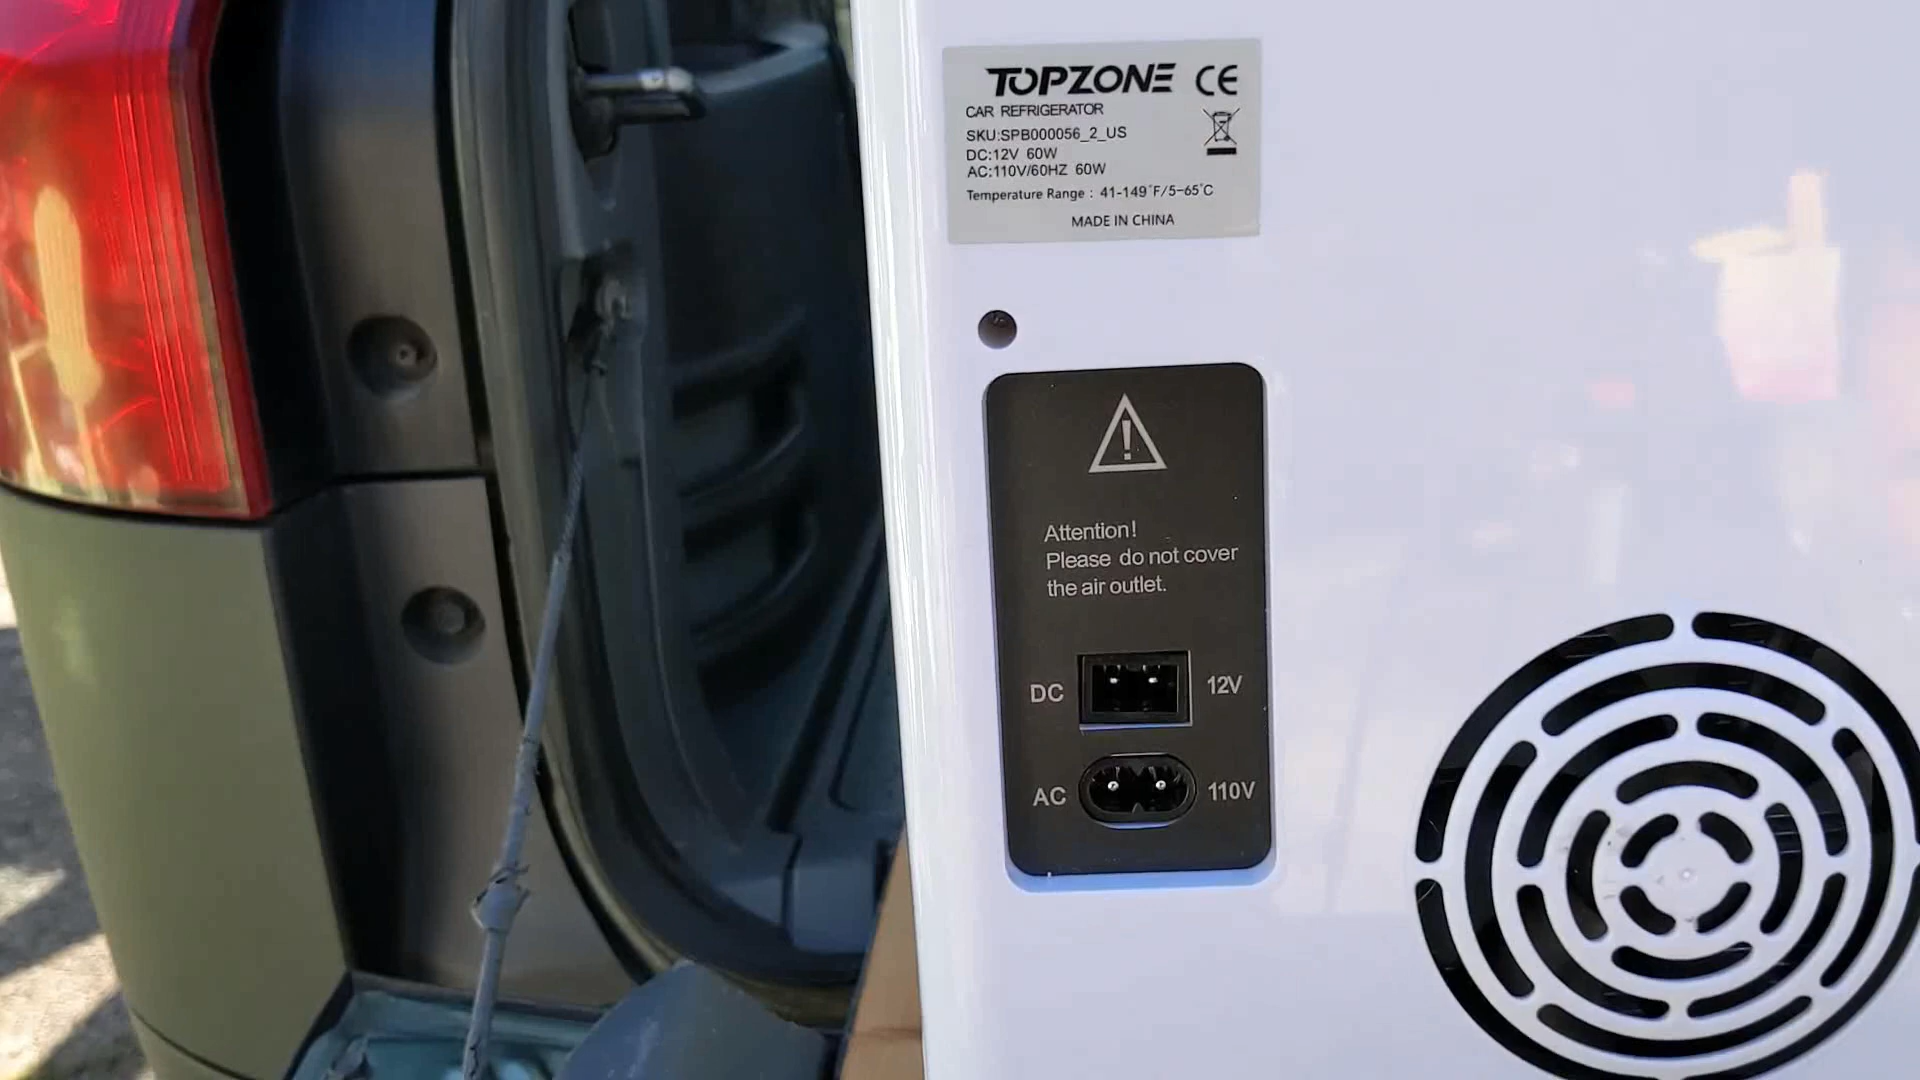 TOPZONE CE
CAR REFRIGERATOR
SKU:SPB000056_2_US
DC:12V 60W
AC:110V/60HZ 60W
Temperature Range : 41-149°F/5-65°C
MADE IN CHINA
Attention!
Please do not cover
the air outlet.
DC 12V
AC 110V